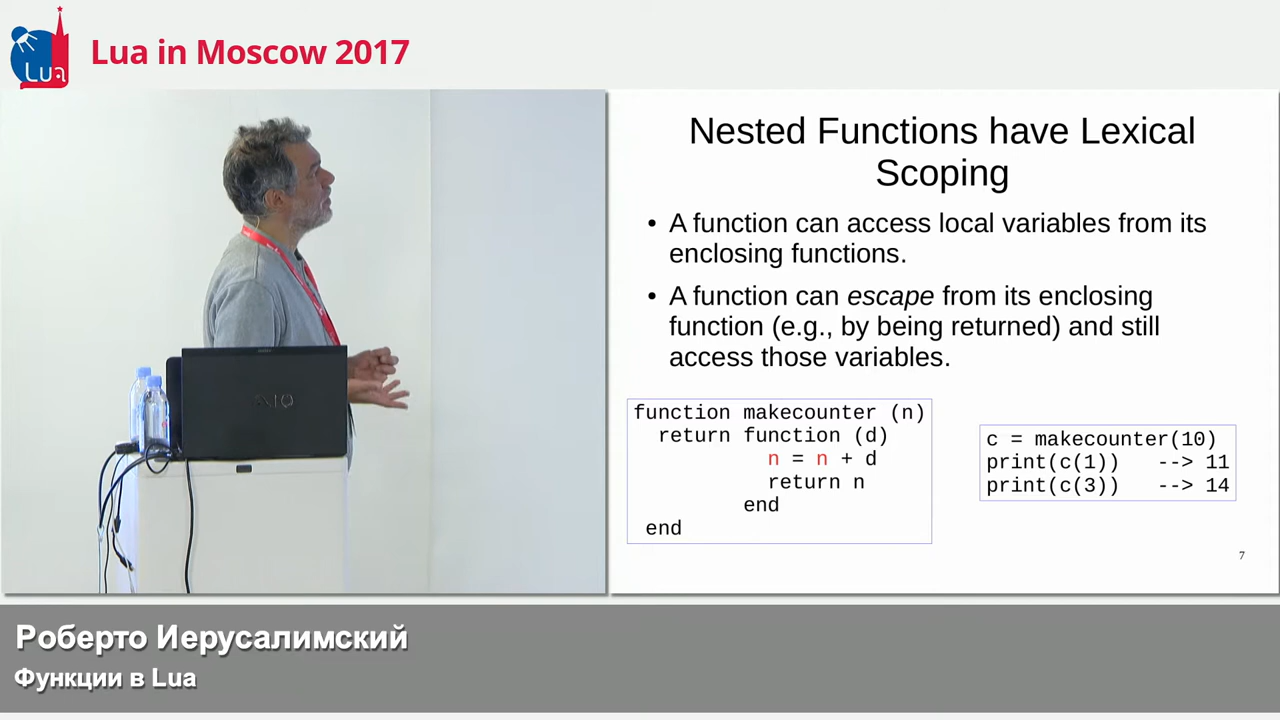 Lua
Lua in Moscow 2017
Nested Functions have Lexical
Scoping
• A function can access local variables from its
enclosing functions.
• A function can escape from its enclosing
function (e.g., by being returned) and still
access those variables.
function makecounter (n)
return function (d)
n = n + d
return n
end
end
c = makecounter(10)
print(c(1)) --> 11
print(c(3)) --> 14
7
VAIO
Роберто Иерусалимский
Функции в Lua